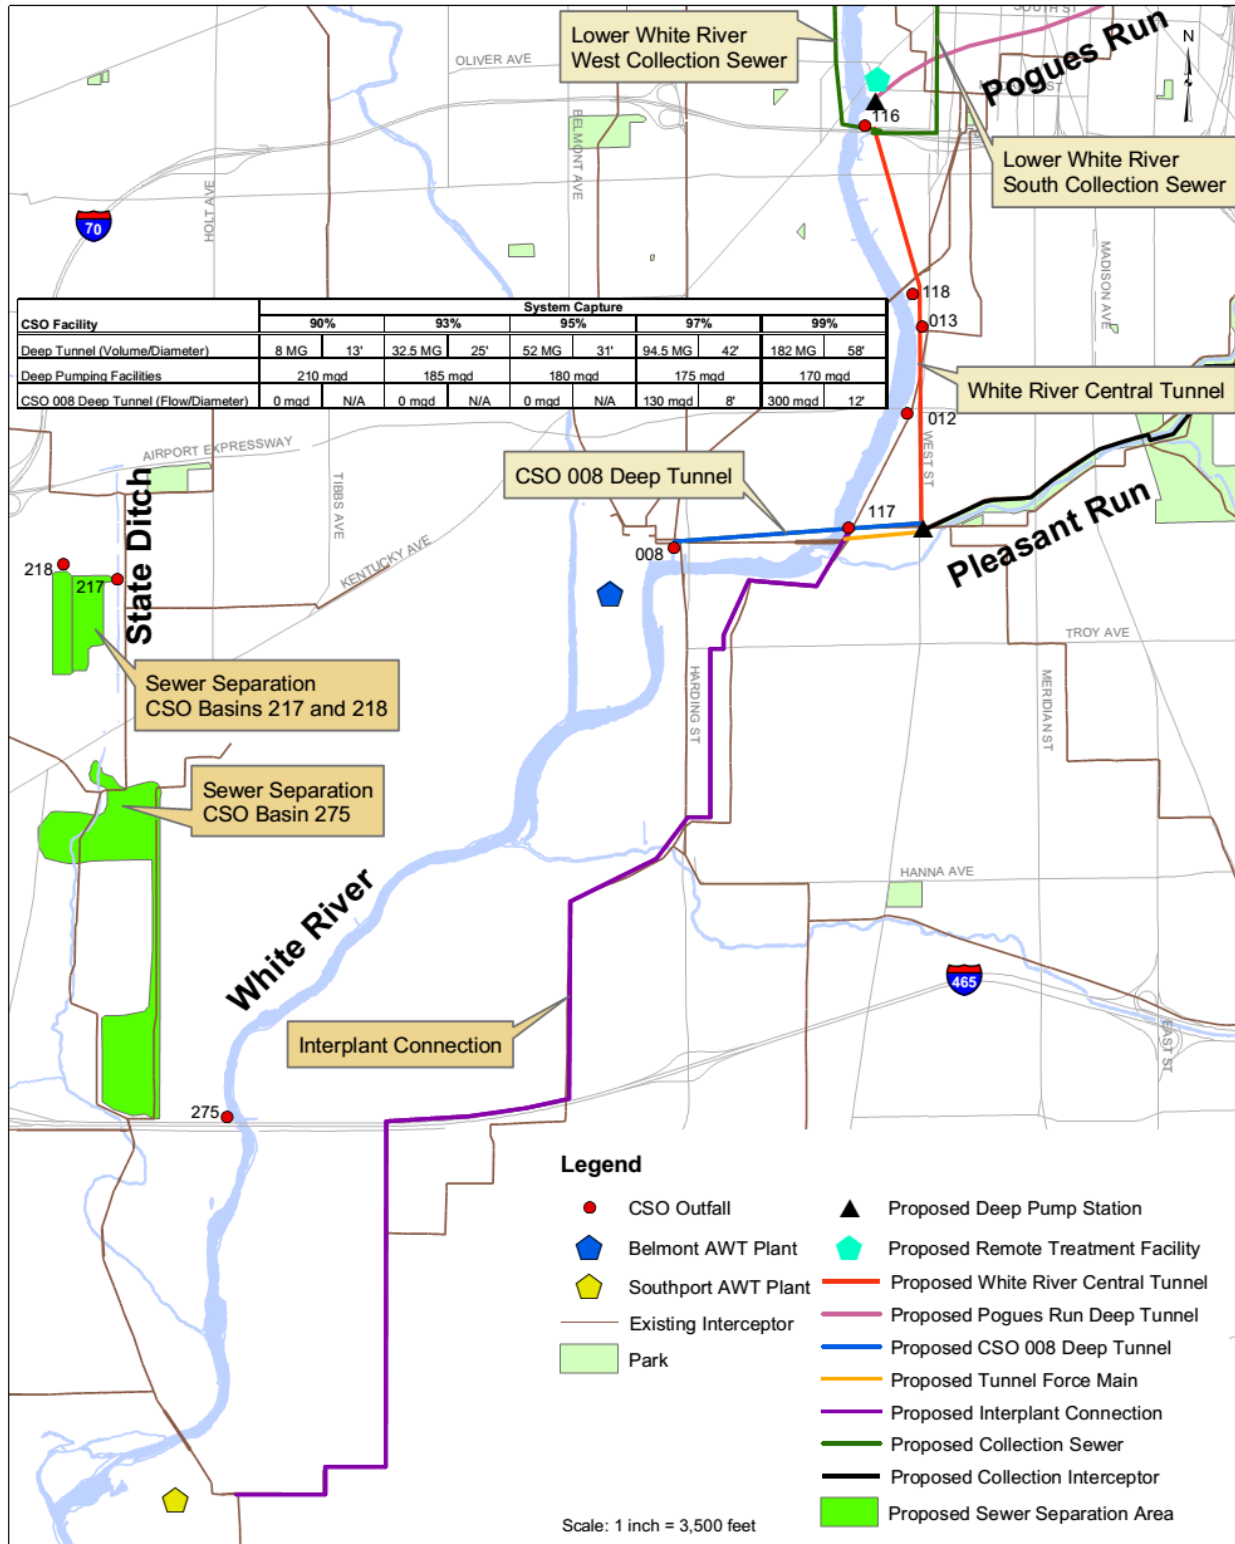 SOUTH ST
Lower White River
West Collection Sewer
OLIVER AVE
Pogues Run
N
116
BELMONT AVE
Lower White River
South Collection Sewer
HOLT AVE
70
MADISON AVE
118
013
System Capture
CSO Facility 90% 93% 95% 97% 99%
Deep Tunnel (Volume/Diameter) 8 MG 13' 32.5 MG 25' 52 MG 31' 94.5 MG 42' 182 MG 58'
Deep Pumping Facilities 210 mgd 185 mgd 180 mgd 175 mgd 170 mgd
CSO 008 Deep Tunnel (Flow/Diameter) 0 mgd N/A 0 mgd N/A 0 mgd N/A 130 mgd 8' 300 mgd 12'
White River Central Tunnel
012
WEST ST
AIRPORT EXPRESSWAY
CSO 008 Deep Tunnel
TIBBS AVE
117
State Ditch
KENTUCKY AVE
008
Pleasant Run
218
217
TROY AVE
Sewer Separation
CSO Basins 217 and 218
HARDING ST
MERIDIAN ST
Sewer Separation
CSO Basin 275
HANNA AVE
White River
465
Interplant Connection
EAST ST
275
Legend
CSO Outfall
Belmont AWT Plant
Southport AWT Plant
Existing Interceptor
Park
Proposed Deep Pump Station
Proposed Remote Treatment Facility
Proposed White River Central Tunnel
Proposed Pogues Run Deep Tunnel
Proposed CSO 008 Deep Tunnel
Proposed Tunnel Force Main
Proposed Interplant Connection
Proposed Collection Sewer
Proposed Collection Interceptor
Proposed Sewer Separation Area
Scale: 1 inch = 3,500 feet